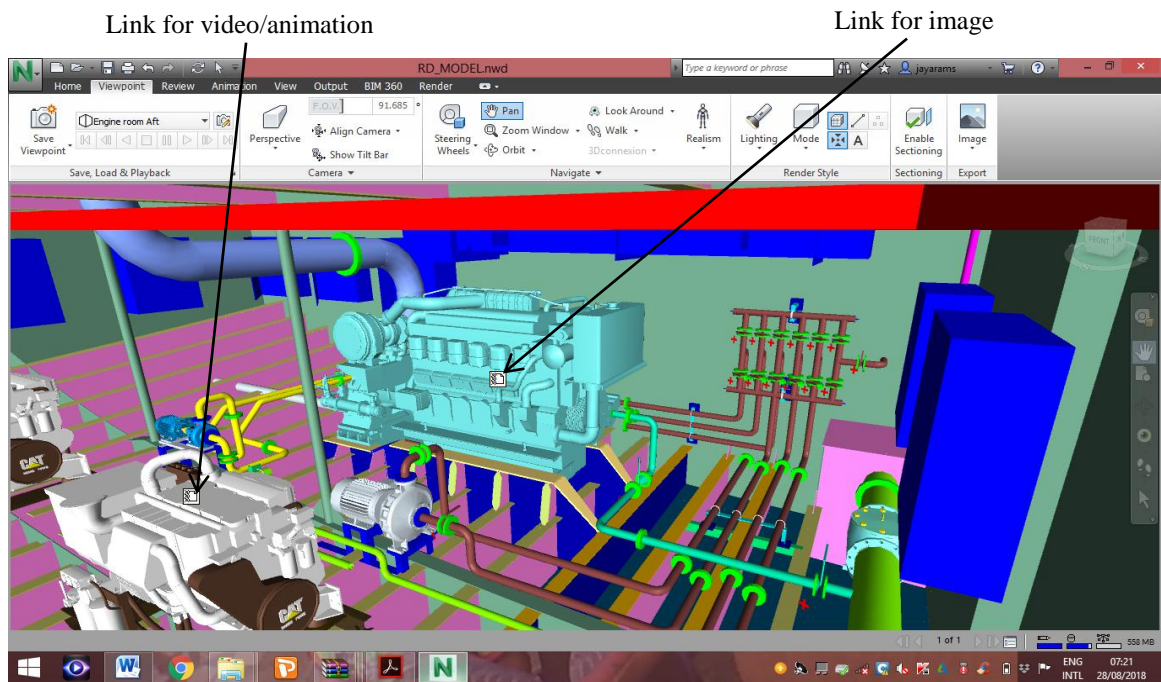 Link for video/animation
Link for image
RD_MODEL.nwd
Type a keyword or phrase
jayarams
Home Viewpoint Review Animation View Output BIM 360 Render
Engine room Aft
Save Viewpoint
Save, Load & Playback
Perspective
F.O.V. 91.685 °
Align Camera
Show Tilt Bar
Camera
Steering Wheels
Pan
Zoom Window
Orbit
Look Around
Walk
3Dconnexion
Realism
Navigate
Lighting
Mode
A
Render Style
Enable Sectioning
Sectioning
Image
Export
FRONT
CAT
CAT
1 of 1
558 MB
ENG
INTL
07:21
28/08/2018